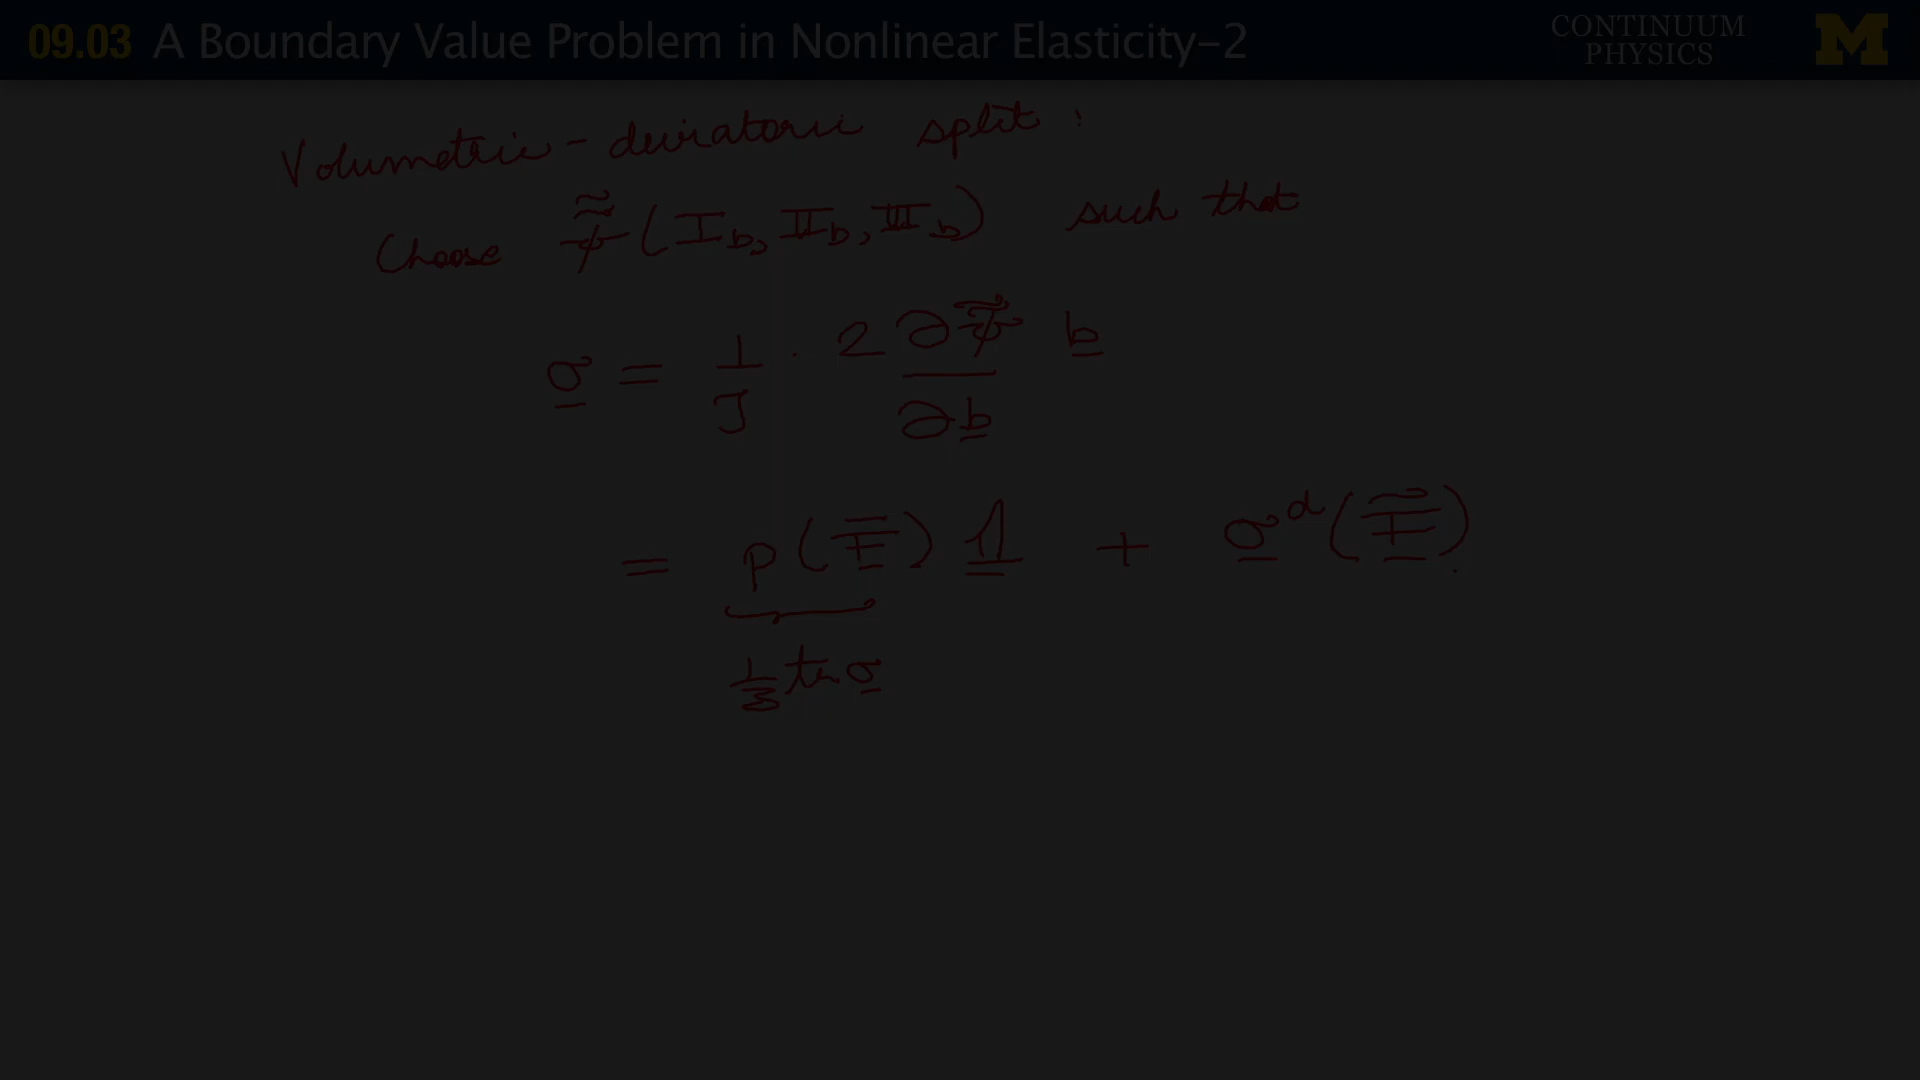 09.03 A Boundary Value Problem in Nonlinear Elasticity-2
CONTINUUM
PHYSICS
M
Volumetric - deviatoric split :
Choose ψ̃̃ (I_b, II_b, III_b) such that
σ = 1/J · 2 ∂ψ̃̃/∂b b
= p(I̿) 𝟙 + σ^d(I̿)
1/3 tr σ